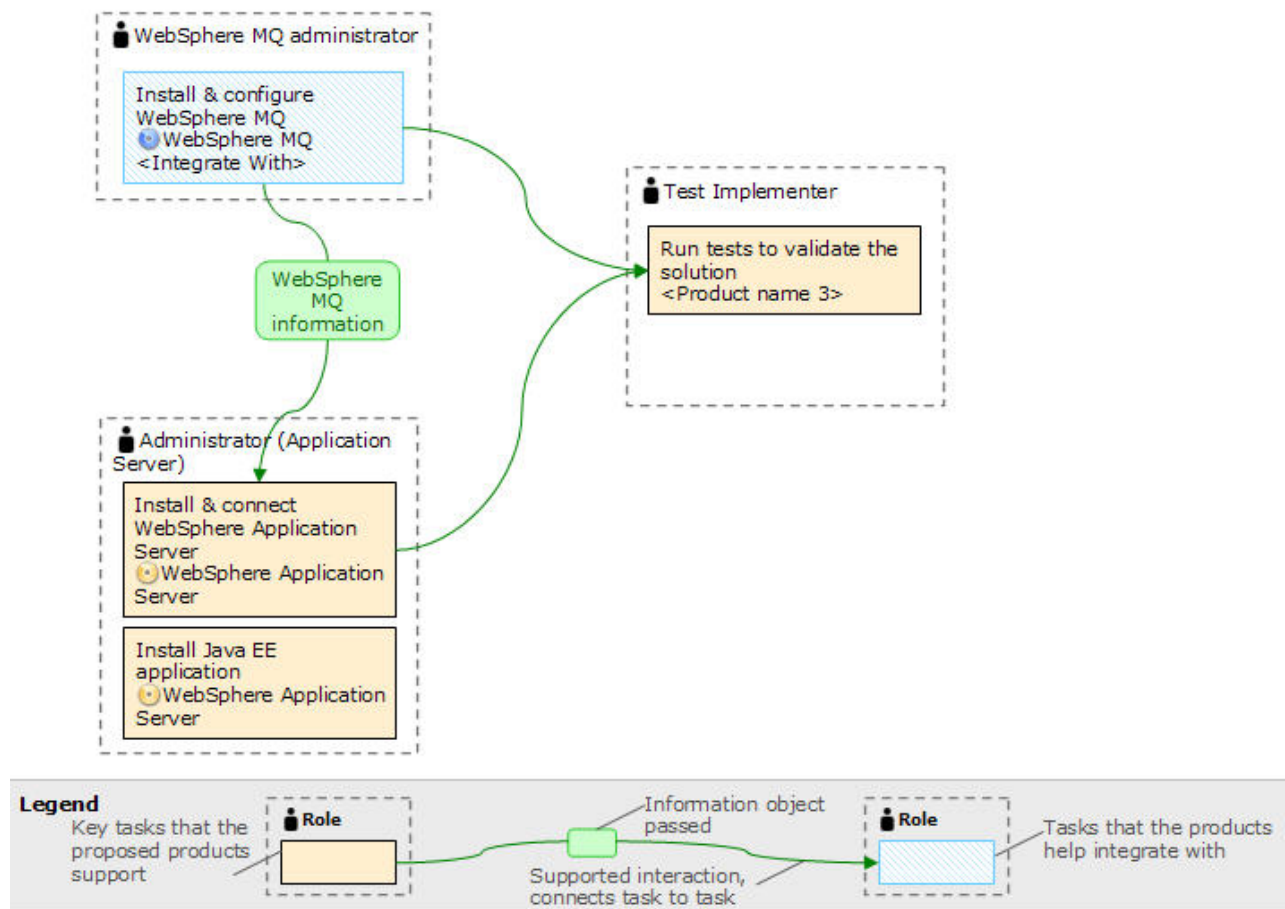 WebSphere MQ administrator
Install & configure
WebSphere MQ
WebSphere MQ
<Integrate With>
Test Implementer
Run tests to validate the
solution
<Product name 3>
WebSphere
MQ
information
Administrator (Application
Server)
Install & connect
WebSphere Application
Server
WebSphere Application
Server
Install Java EE
application
WebSphere Application
Server
Legend
Key tasks that the
proposed products
support
Role
Information object
passed
Supported interaction,
connects task to task
Role
Tasks that the products
help integrate with